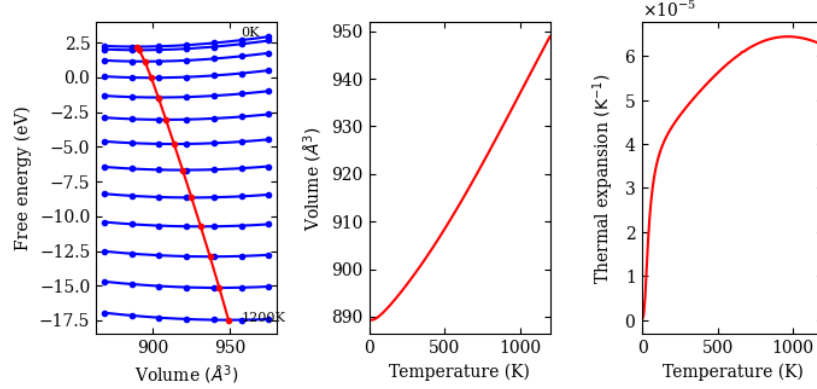 2.5
0.0
−2.5
−5.0
−7.5
−10.0
−12.5
−15.0
−17.5
Free energy (eV)
0K
1200K
900 950
Volume (Å³)
950
940
930
920
910
900
890
Volume (Å³)
0 500 1000
Temperature (K)
×10⁻⁵
6
5
4
3
2
1
0
Thermal expansion (K⁻¹)
0 500 1000
Temperature (K)